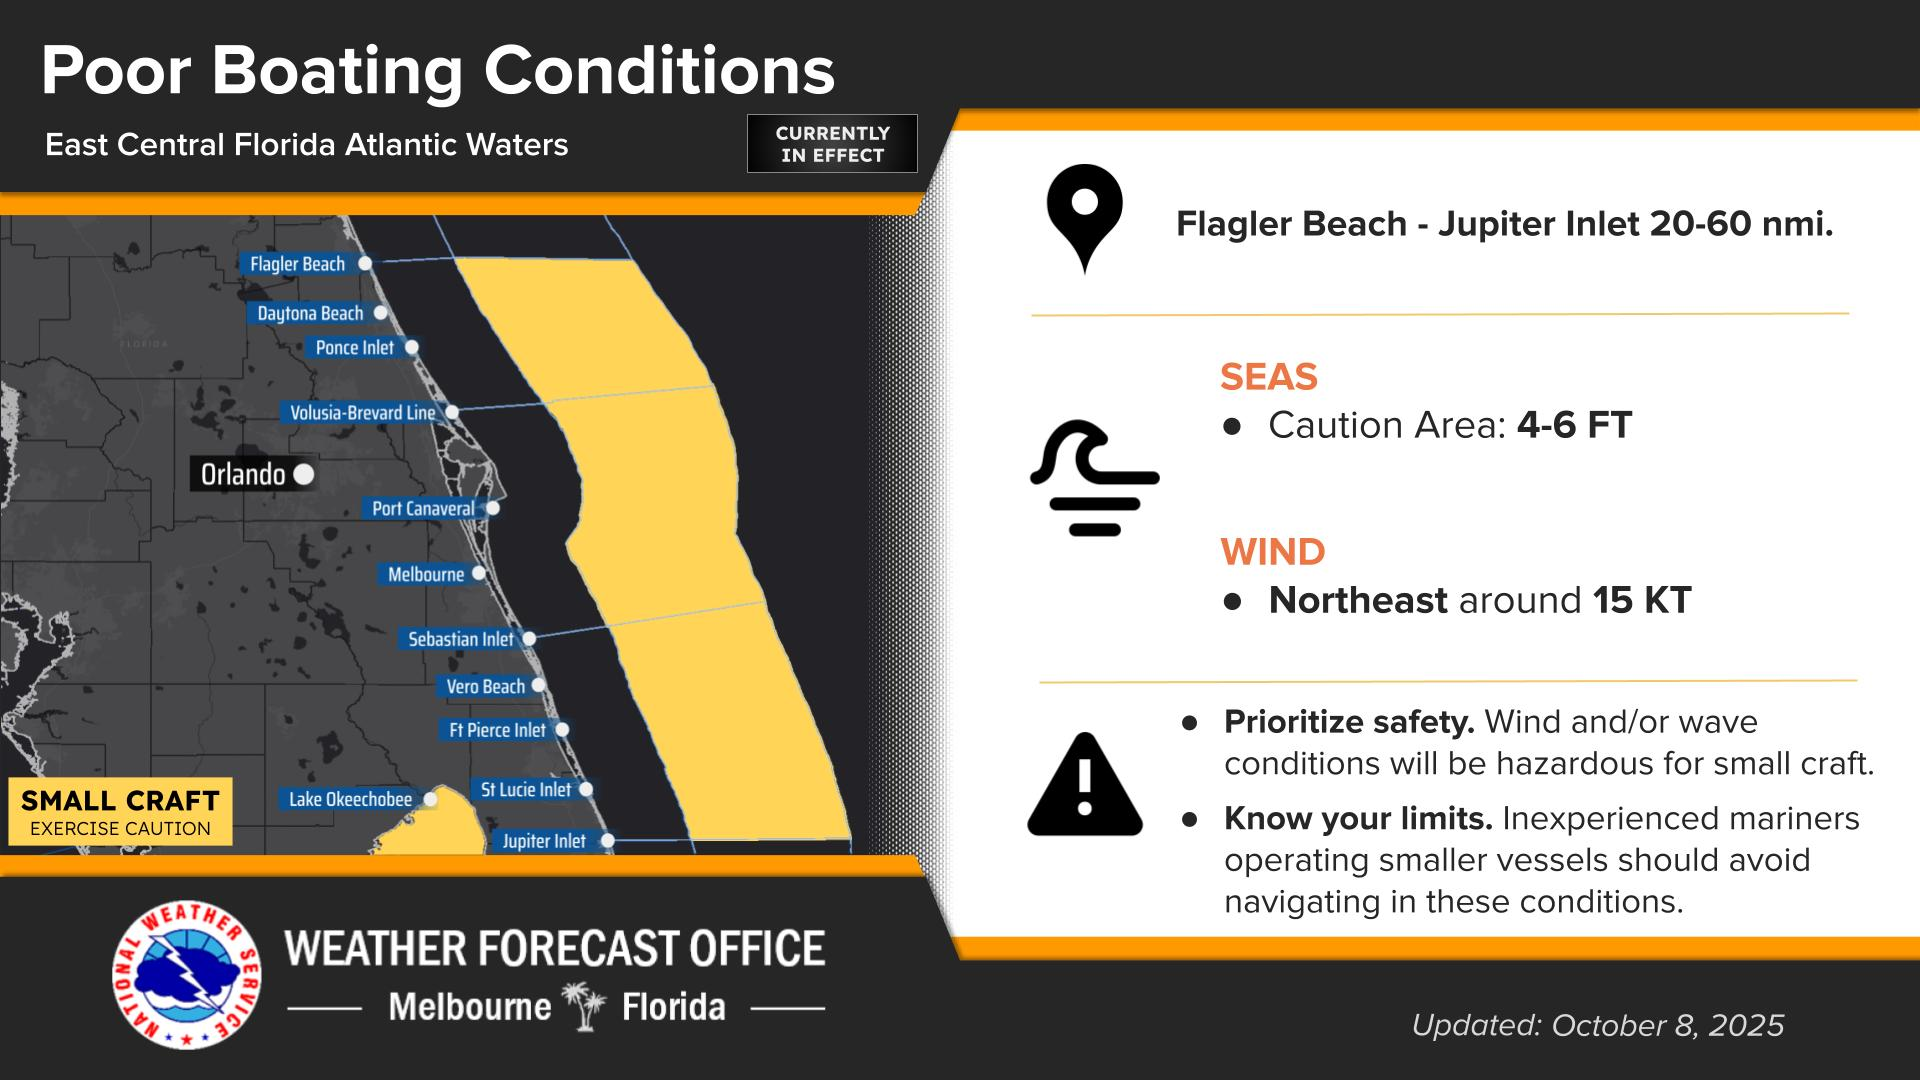 Poor Boating Conditions
East Central Florida Atlantic Waters
CURRENTLY
IN EFFECT
Flagler Beach
Daytona Beach
FLORIDA
Ponce Inlet
Volusia-Brevard Line
Orlando
Port Canaveral
Melbourne
Sebastian Inlet
Vero Beach
Ft Pierce Inlet
St Lucie Inlet
Lake Okeechobee
Jupiter Inlet
SMALL CRAFT
EXERCISE CAUTION
Flagler Beach - Jupiter Inlet 20-60 nmi.
SEAS
● Caution Area: 4-6 FT
WIND
● Northeast around 15 KT
● Prioritize safety. Wind and/or wave
conditions will be hazardous for small craft.
● Know your limits. Inexperienced mariners
operating smaller vessels should avoid
navigating in these conditions.
NATIONAL WEATHER SERVICE
WEATHER FORECAST OFFICE
Melbourne Florida
Updated: October 8, 2025